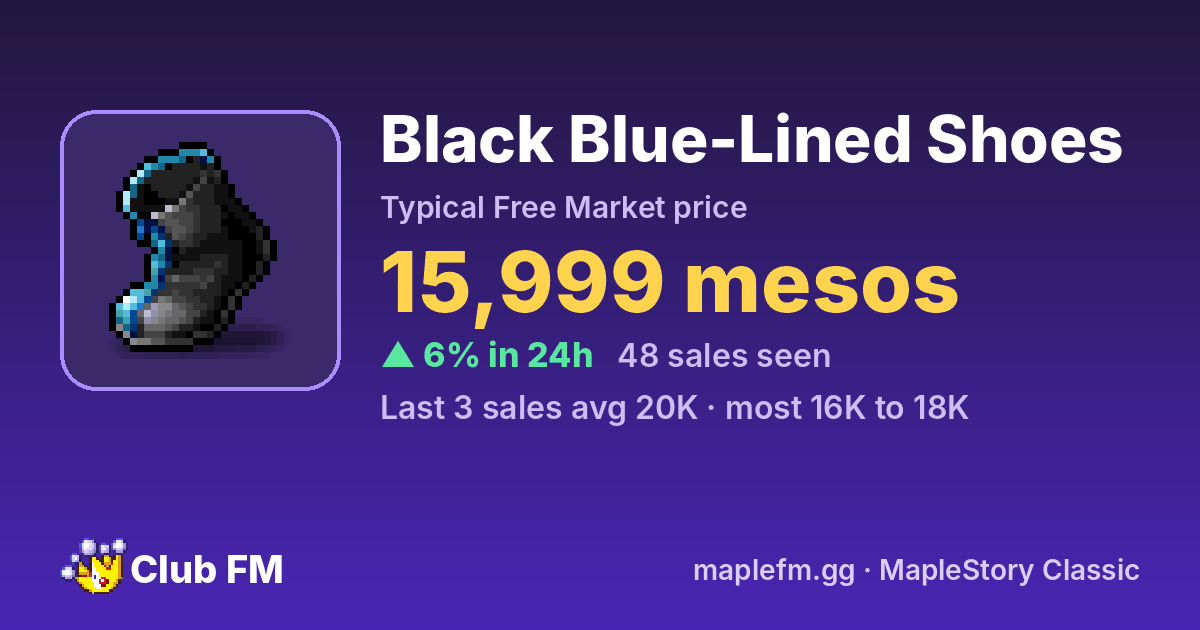 Black Blue-Lined Shoes
Typical Free Market price
15,999 mesos
▲ 6% in 24h 48 sales seen
Last 3 sales avg 20K · most 16K to 18K
Club FM
maplefm.gg · MapleStory Classic